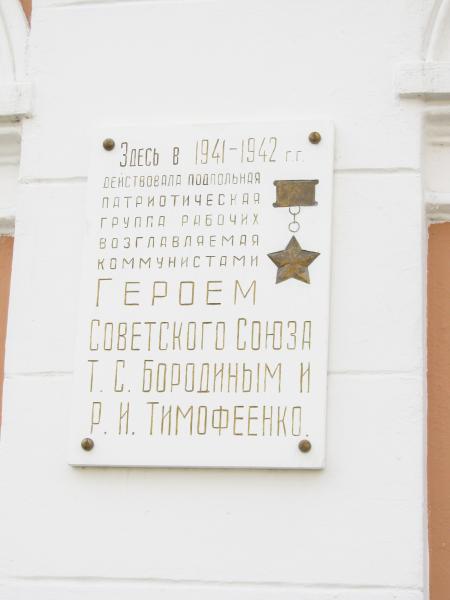 Здесь в 1941-1942 г.г.
действовала подпольная
патриотическая
группа рабочих
возглавляемая
коммунистами
Героем
Советского Союза
Т. С. Бородиным и
Р. И. Тимофеенко.